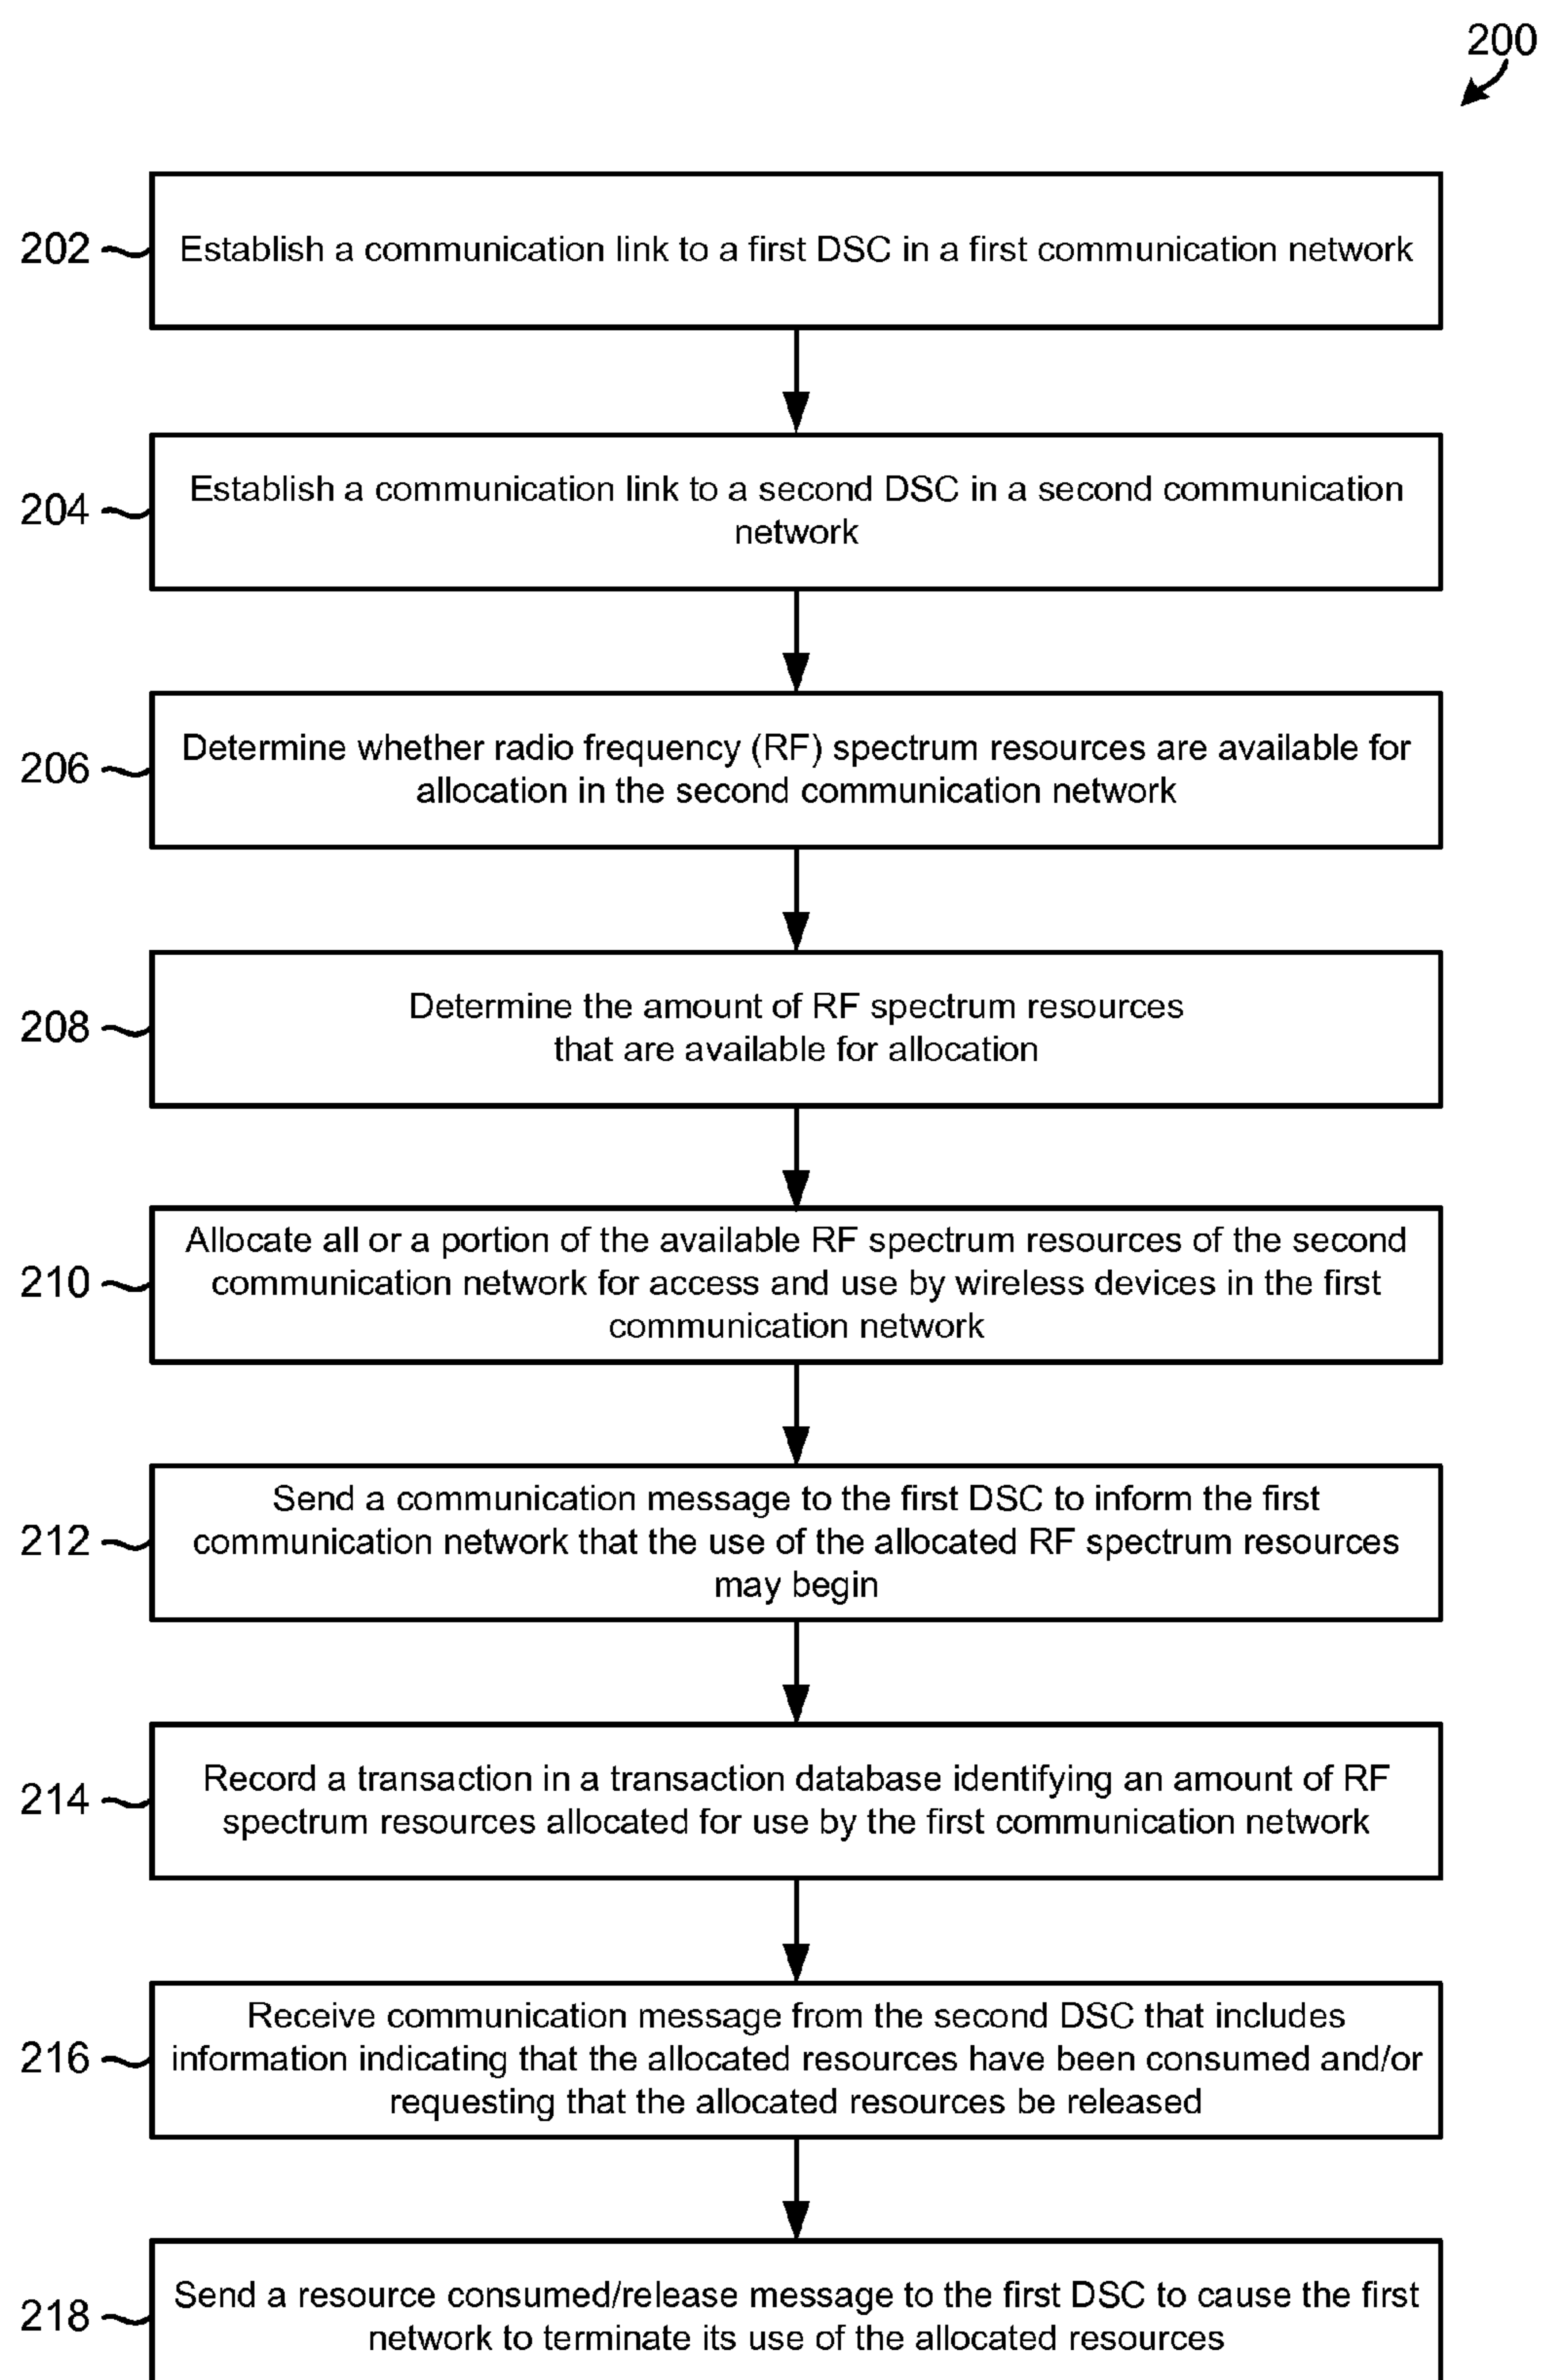 200
202
Establish a communication link to a first DSC in a first communication network
204
Establish a communication link to a second DSC in a second communication
network
206
Determine whether radio frequency (RF) spectrum resources are available for
allocation in the second communication network
208
Determine the amount of RF spectrum resources
that are available for allocation
210
Allocate all or a portion of the available RF spectrum resources of the second
communication network for access and use by wireless devices in the first
communication network
212
Send a communication message to the first DSC to inform the first
communication network that the use of the allocated RF spectrum resources
may begin
214
Record a transaction in a transaction database identifying an amount of RF
spectrum resources allocated for use by the first communication network
216
Receive communication message from the second DSC that includes
information indicating that the allocated resources have been consumed and/or
requesting that the allocated resources be released
218
Send a resource consumed/release message to the first DSC to cause the first
network to terminate its use of the allocated resources